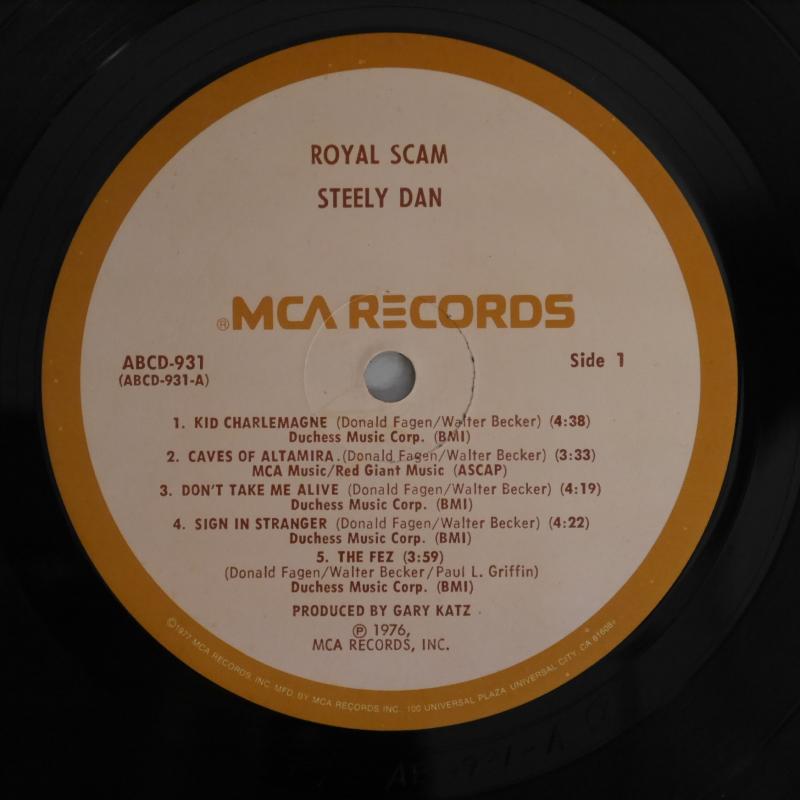 ROYAL SCAM
STEELY DAN
® MCA RECORDS
ABCD-931
(ABCD-931-A)
Side 1
1. KID CHARLEMAGNE (Donald Fagen/Walter Becker) (4:38)
Duchess Music Corp. (BMI)
2. CAVES OF ALTAMIRA.(Donald Fagen/Walter Becker) (3:33)
MCA Music/Red Giant Music (ASCAP)
3. DON'T TAKE ME ALIVE (Donald Fagen/Walter Becker) (4:19)
Duchess Music Corp. (BMI)
4. SIGN IN STRANGER (Donald Fagen/Walter Becker) (4:22)
Duchess Music Corp. (BMI)
5. THE FEZ (3:59)
(Donald Fagen/Walter Becker/Paul L. Griffin)
Duchess Music Corp. (BMI)
PRODUCED BY GARY KATZ
℗ 1976,
MCA RECORDS, INC.
©1977 MCA RECORDS, INC. MFD. BY MCA RECORDS INC., 100 UNIVERSAL PLAZA, UNIVERSAL CITY, CA 91608